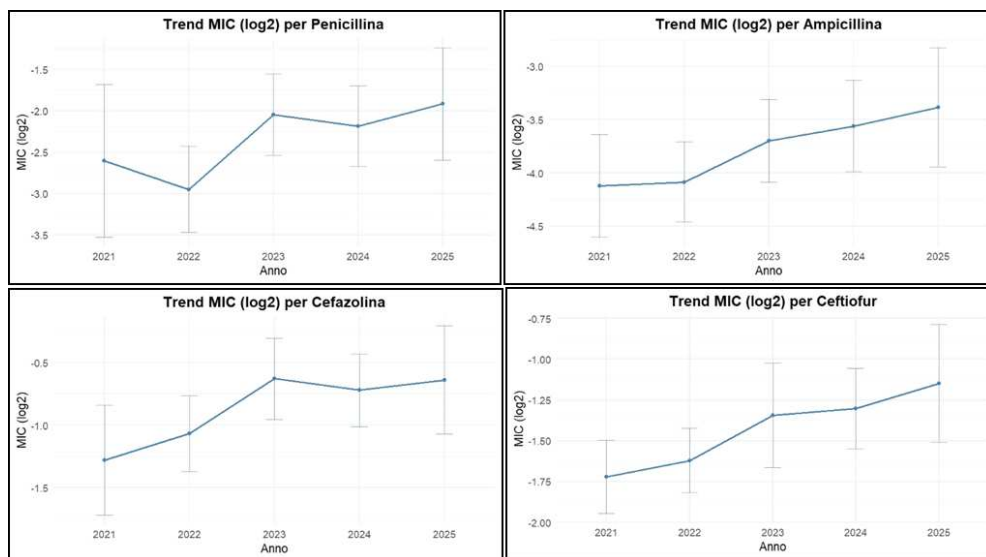 Trend MIC (log2) per Penicillina
MIC (log2)
-1.5
-2.0
-2.5
-3.0
-3.5
2021 2022 2023 2024 2025
Anno
Trend MIC (log2) per Ampicillina
MIC (log2)
-3.0
-3.5
-4.0
-4.5
2021 2022 2023 2024 2025
Anno
Trend MIC (log2) per Cefazolina
MIC (log2)
-0.5
-1.0
-1.5
2021 2022 2023 2024 2025
Anno
Trend MIC (log2) per Ceftiofur
MIC (log2)
-0.75
-1.00
-1.25
-1.50
-1.75
-2.00
2021 2022 2023 2024 2025
Anno